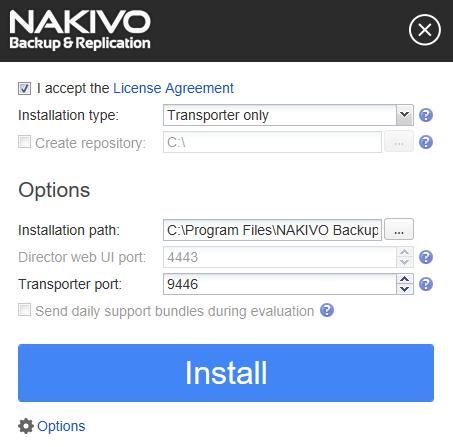 NAKIVO
Backup & Replication
I accept the License Agreement
Installation type: Transporter only
Create repository: C:\ ...
Options
Installation path: C:\Program Files\NAKIVO Backup ...
Director web UI port: 4443
Transporter port: 9446
Send daily support bundles during evaluation
Install
Options